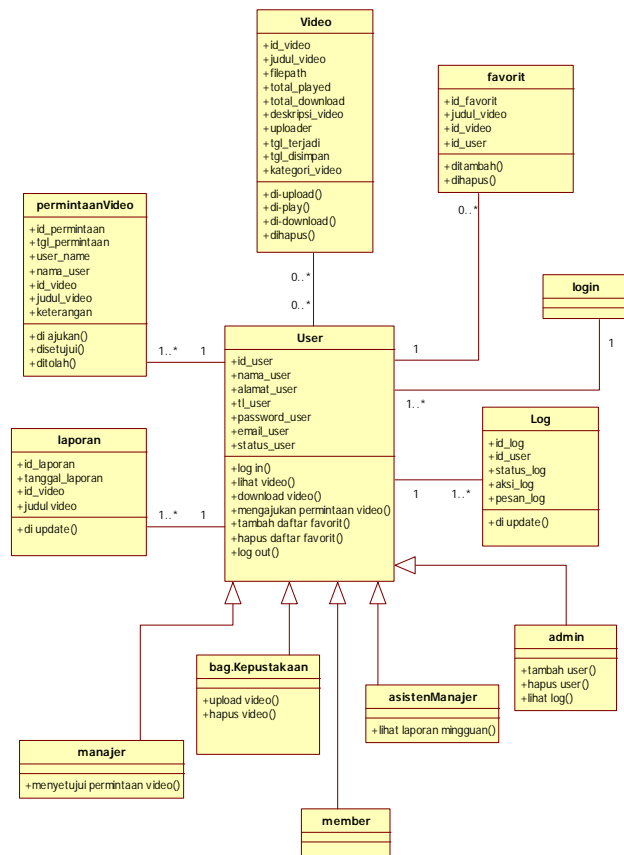 Video
+id_video
+judul_video
+filepath
+total_played
+total_download
+deskripsi_video
+uploader
+tgl_terjadi
+tgl_disimpan
+kategori_video
+di-upload()
+di-play()
+di-download()
+dihapus()
0..*
0..*
favorit
+id_favorit
+judul_video
+id_video
+id_user
+ditambah()
+dihapus()
0..*
1
permintaanVideo
+id_permintaan
+tgl_permintaan
+user_name
+nama_user
+id_video
+judul_video
+keterangan
+di ajukan()
+disetujui()
+ditolah()
1..*
1
login
1
1..*
User
+id_user
+nama_user
+alamat_user
+tl_user
+password_user
+email_user
+status_user
+log in()
+lihat video()
+download video()
+mengajukan permintaan video()
+tambah daftar favorit()
+hapus daftar favorit()
+log out()
laporan
+id_laporan
+tanggal_laporan
+id_video
+judul video
+di update()
1..*
1
Log
+id_log
+id_user
+status_log
+aksi_log
+pesan_log
+di update()
1
1..*
admin
+tambah user()
+hapus user()
+lihat log()
bag.Kepustakaan
+upload video()
+hapus video()
asistenManajer
+lihat laporan mingguan()
manajer
+menyetujui permintaan video()
member